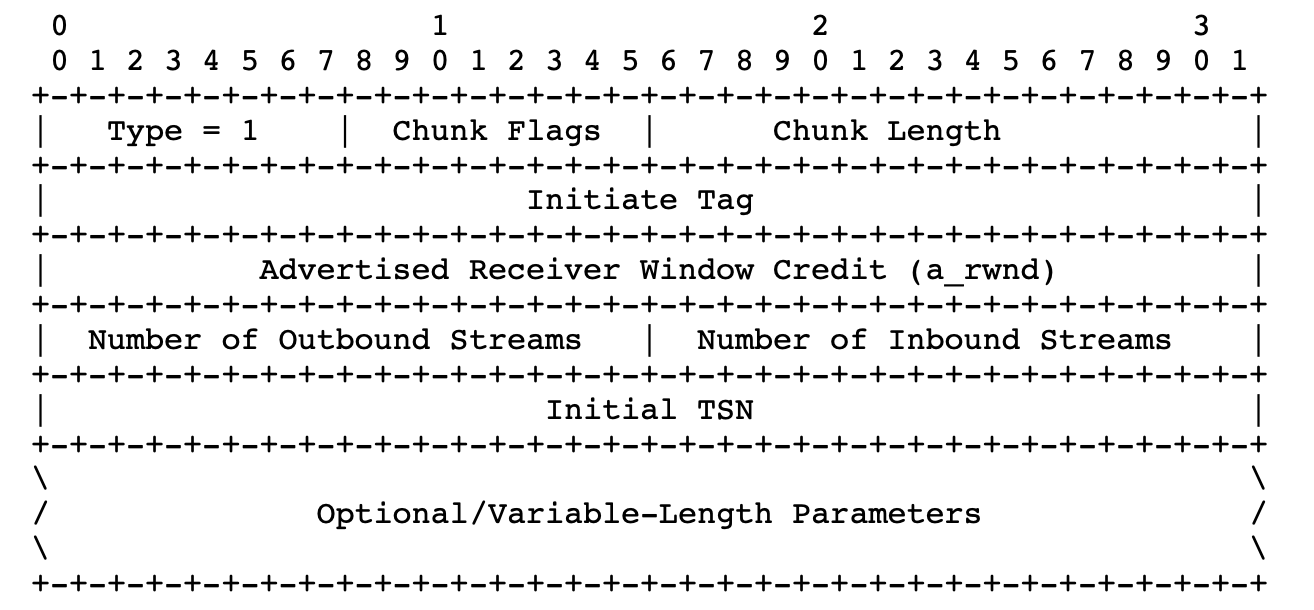 0                   1                   2                   3
 0 1 2 3 4 5 6 7 8 9 0 1 2 3 4 5 6 7 8 9 0 1 2 3 4 5 6 7 8 9 0 1
+-+-+-+-+-+-+-+-+-+-+-+-+-+-+-+-+-+-+-+-+-+-+-+-+-+-+-+-+-+-+-+-+
|   Type = 1    |  Chunk Flags  |      Chunk Length             |
+-+-+-+-+-+-+-+-+-+-+-+-+-+-+-+-+-+-+-+-+-+-+-+-+-+-+-+-+-+-+-+-+
|                         Initiate Tag                          |
+-+-+-+-+-+-+-+-+-+-+-+-+-+-+-+-+-+-+-+-+-+-+-+-+-+-+-+-+-+-+-+-+
|           Advertised Receiver Window Credit (a_rwnd)          |
+-+-+-+-+-+-+-+-+-+-+-+-+-+-+-+-+-+-+-+-+-+-+-+-+-+-+-+-+-+-+-+-+
|  Number of Outbound Streams   |  Number of Inbound Streams    |
+-+-+-+-+-+-+-+-+-+-+-+-+-+-+-+-+-+-+-+-+-+-+-+-+-+-+-+-+-+-+-+-+
|                          Initial TSN                          |
+-+-+-+-+-+-+-+-+-+-+-+-+-+-+-+-+-+-+-+-+-+-+-+-+-+-+-+-+-+-+-+-+
\                                                               \
/              Optional/Variable-Length Parameters              /
\                                                               \
+-+-+-+-+-+-+-+-+-+-+-+-+-+-+-+-+-+-+-+-+-+-+-+-+-+-+-+-+-+-+-+-+